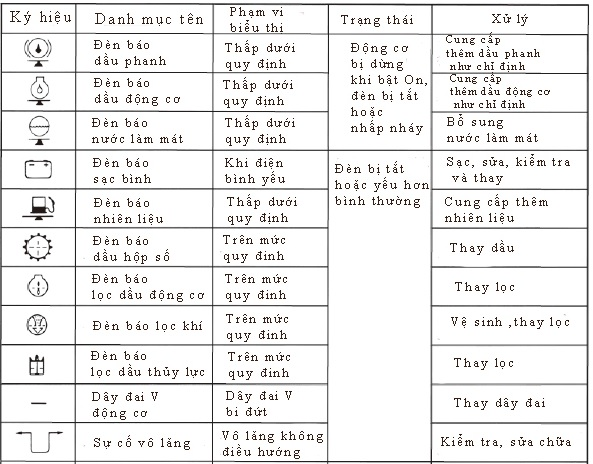 Ký hiệu
Danh mục tên
Phạm vi
biểu thi
Trạng thái
Xử lý
Đèn báo
dầu phanh
Thấp dưới
quy định
Động cơ
bị dừng
khi bật On,
đèn bị tắt
hoặc
nhấp nháy
Cung cấp
thêm dầu phanh
như chỉ định
Đèn báo
dầu động cơ
Thấp dưới
quy định
Cung cấp
thêm dầu động cơ
như chỉ định
Đèn báo
nước làm mát
Thấp dưới
quy định
Bổ sung
nước làm mát
Đèn báo
sạc bình
Khi điện
bình yếu
Đèn bị tắt
hoặc yếu hơn
bình thường
Sạc, sửa, kiểm tra
và thay
Đèn báo
nhiên liệu
Thấp dưới
quy định
Cung cấp thêm
nhiên liệu
Đèn báo
dầu hộp số
Trên mức
quy đinh
Thay dầu
Đèn báo
lọc dầu động cơ
Trên mức
quy đinh
Thay lọc
Đèn báo lọc khí
Trên mức
quy đinh
Vệ sinh ,thay lọc
Đèn báo
lọc dầu thủy lực
Trên mức
quy đinh
Thay lọc
Dây đai V
động cơ
Dây đai V
bi đứt
Thay dây đai
Sự cố vô lăng
Vô lăng không
điều hướng
Kiểm tra, sửa chữa